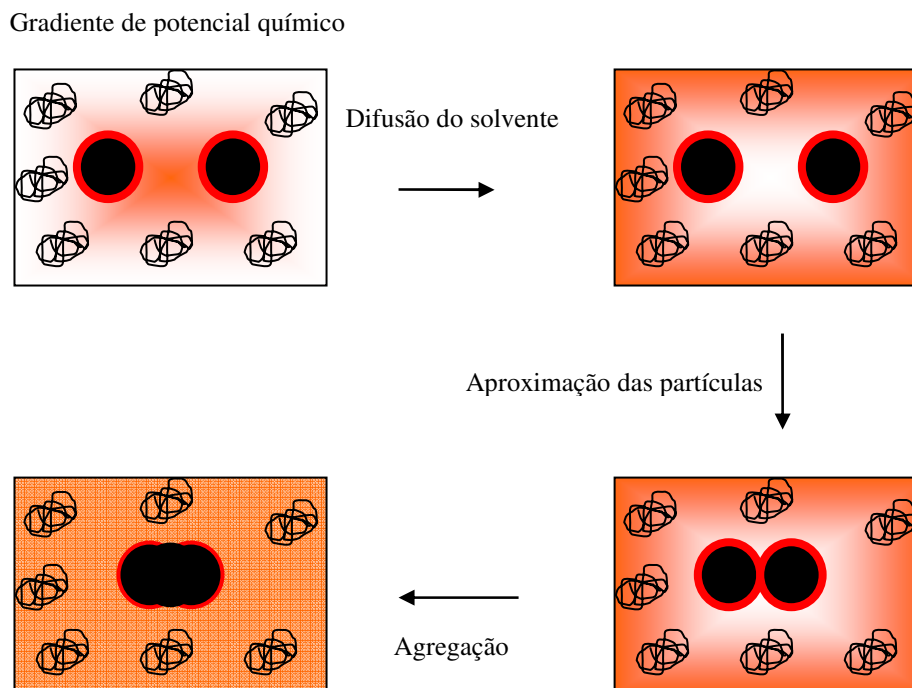 Gradiente de potencial químico
Difusão do solvente
Aproximação das partículas
Agregação